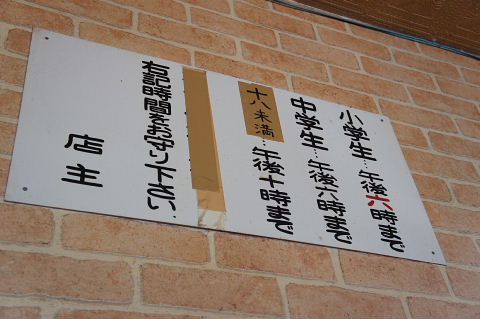 小学生…午後六時まで
中学生…午後六時まで
十八未満…午後十時まで
右記時間をお守り下さい。
店主